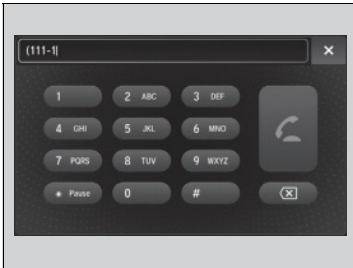 (111-1
1
2 ABC
3 DEF
4 GHI
5 JKL
6 MNO
7 PQRS
8 TUV
9 WXYZ
* Pause
0
#